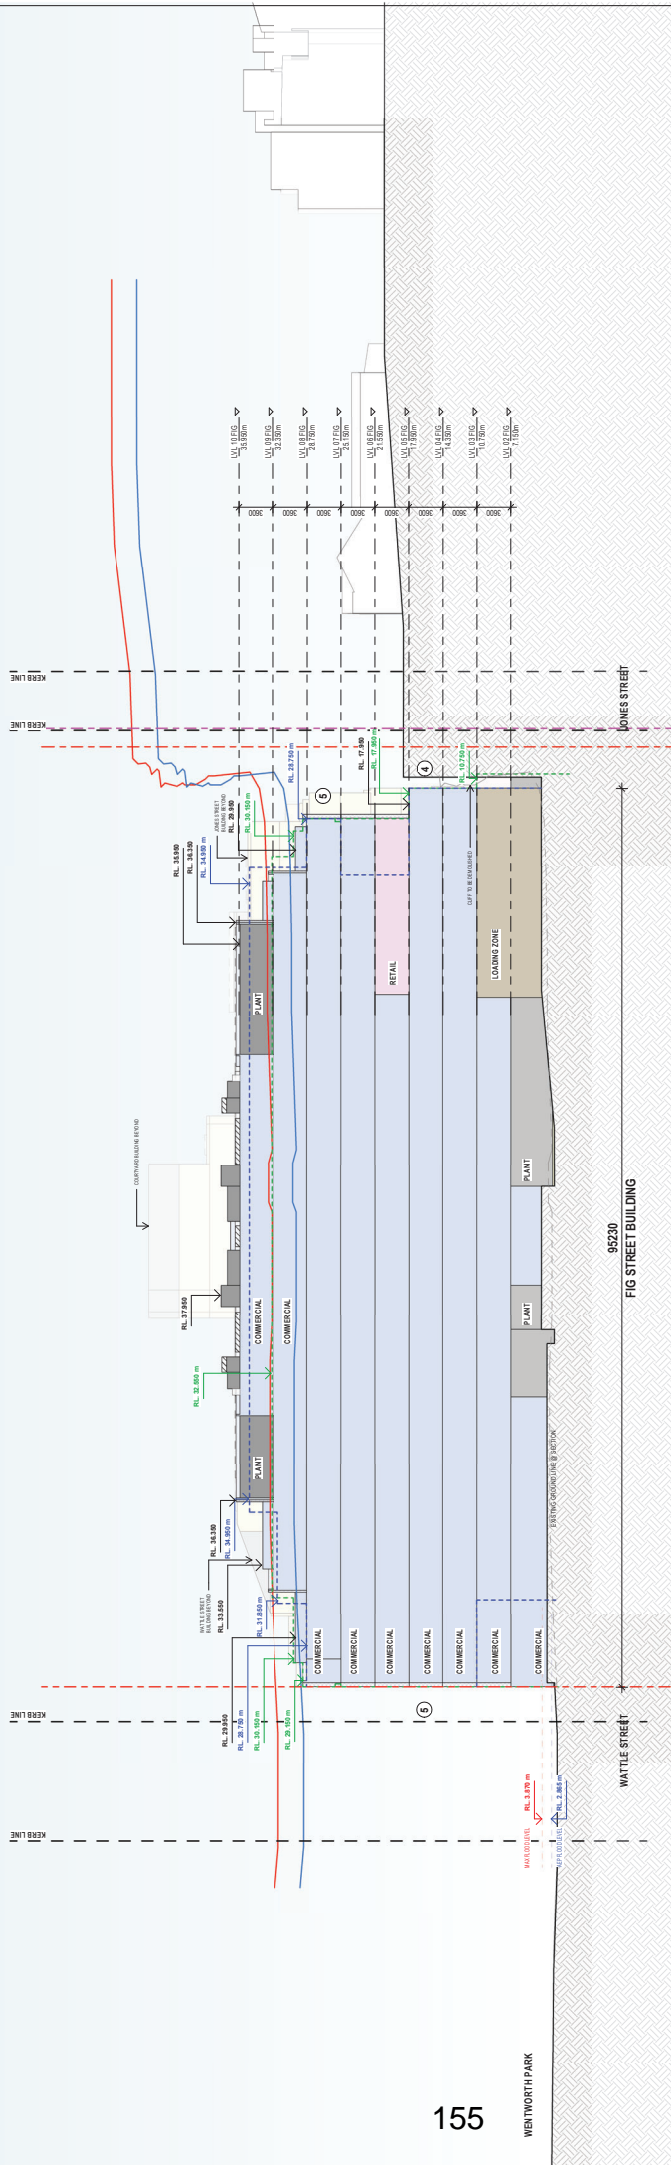 KERB LINE
KERB LINE
LVL 10 FIG
35.950m
LVL 09 FIG
32.350m
LVL 08 FIG
28.750m
LVL 07 FIG
25.150m
LVL 06 FIG
21.550m
LVL 05 FIG
17.950m
LVL 04 FIG
14.350m
LVL 03 FIG
10.750m
LVL 02 FIG
7.150m
3600
3600
3600
3600
3600
3600
3600
3600
JONES STREET
RL. 35.950
RL. 36.350
RL. 34.950 m
JONES STREET
BUILDING BEYOND
RL. 29.950
RL. 30.150 m
RL. 28.750 m
5
RL. 17.950
RL. 17.950 m
4
RL. 10.750 m
CLIFF TO BE DEMOLISHED
PLANT
RETAIL
LOADING ZONE
COURTYARD BUILDING BEYOND
RL. 37.950
COMMERCIAL
COMMERCIAL
PLANT
PLANT
95230
FIG STREET BUILDING
RL. 32.550 m
PLANT
EXISTING GROUND LINE @ SECTION
RL. 36.350
RL. 34.950 m
WATTLE STREET
BUILDING BEYOND
RL. 33.550
RL. 31.850 m
COMMERCIAL
COMMERCIAL
COMMERCIAL
COMMERCIAL
COMMERCIAL
COMMERCIAL
COMMERCIAL
RL. 29.950
RL. 28.750 m
RL. 30.150 m
RL. 29.150 m
5
KERB LINE
KERB LINE
WATTLE STREET
MAX FLOOD LEVEL
RL. 3.870 m
FLOOD LEVEL
RL. 2.865 m
WENTWORTH PARK
155